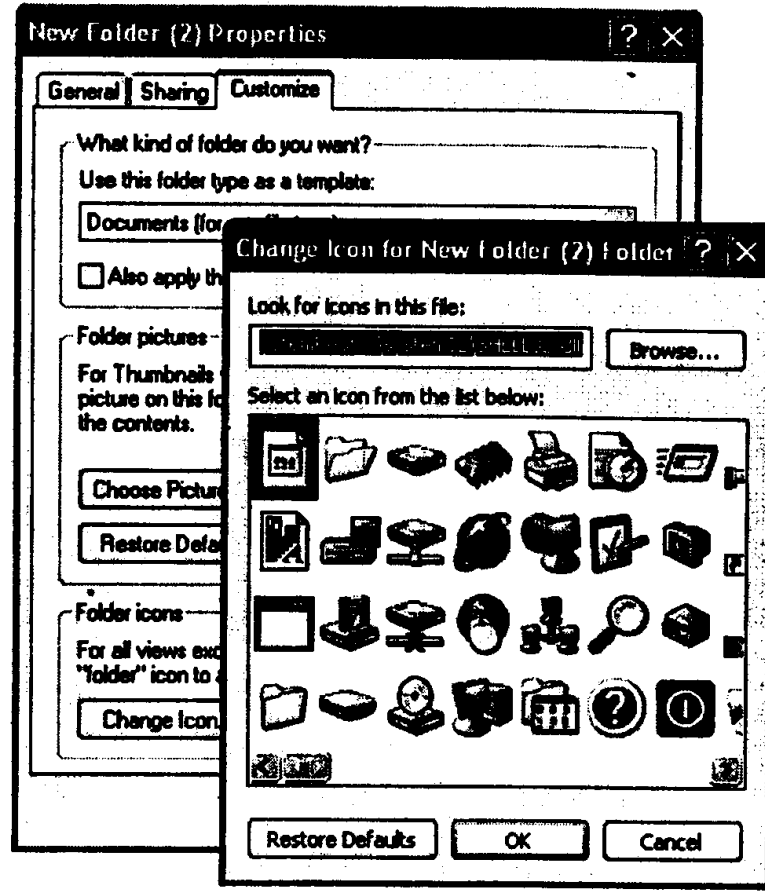 New Folder (2) Properties
General Sharing Customize
What kind of folder do you want?
Use this folder type as a template:
Documents (for
Also apply th
Folder pictures
For Thumbnails
picture on this fo
the contents.
Choose Pictur
Restore Defa
Folder icons
For all views exc
"folder" icon to a
Change Icon.
Change Icon for New Folder (2) Folder
Look for icons in this file:
Browse...
Select an icon from the list below:
Restore Defaults OK Cancel